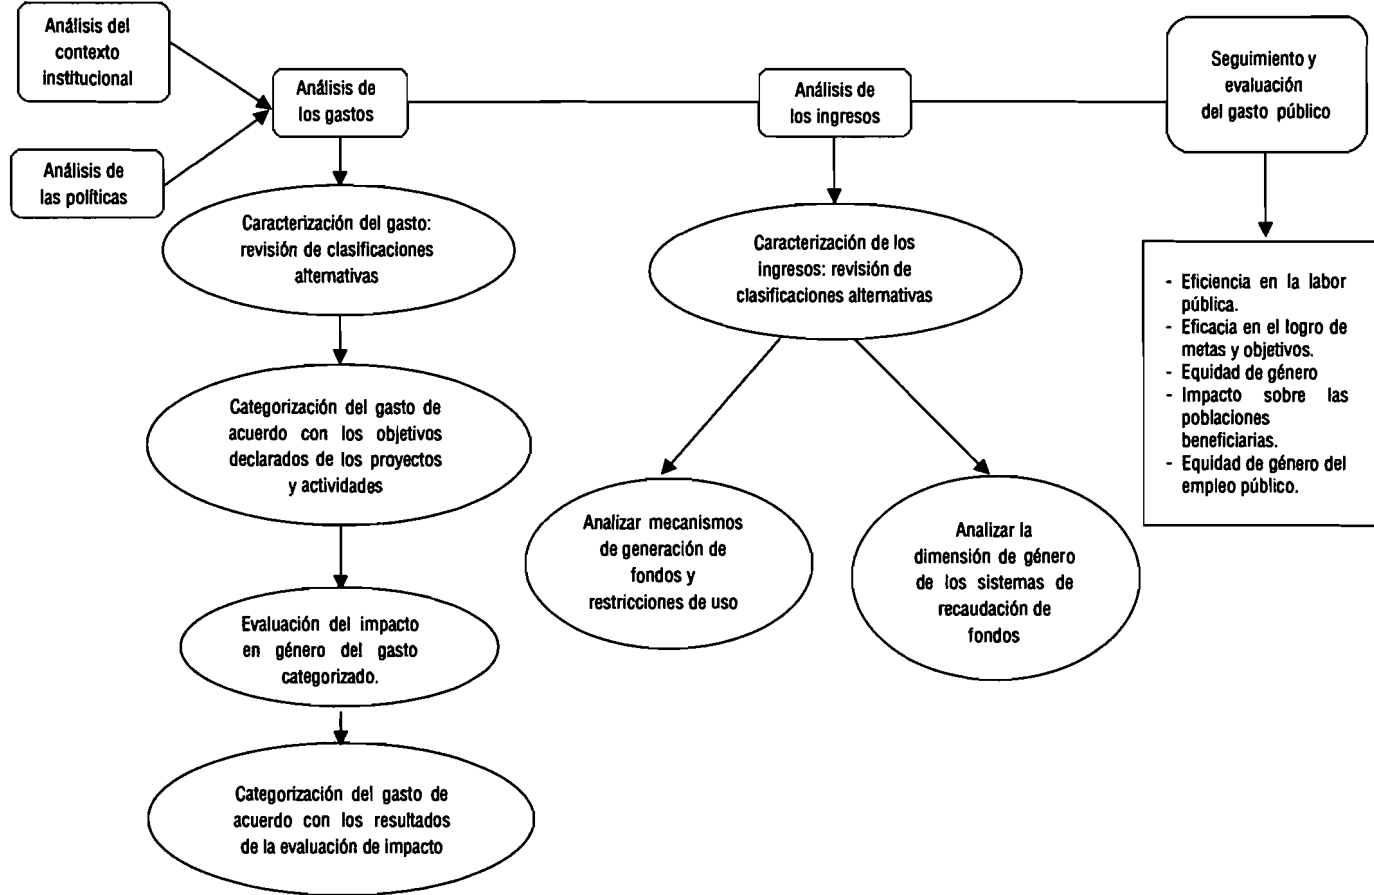 Análisis del
contexto
institucional
Análisis de
las políticas
Análisis de
los gastos
Análisis de
los ingresos
Seguimiento y
evaluación
del gasto público
Caracterización del gasto:
revisión de clasificaciones
alternativas
Categorización del gasto de
acuerdo con los objetivos
declarados de los proyectos
y actividades
Evaluación del impacto
en género del gasto
categorizado.
Categorización del gasto de
acuerdo con los resultados
de la evaluación de impacto
Caracterización de los
ingresos: revisión de
clasificaciones alternativas
Analizar mecanismos
de generación de
fondos y
restricciones de uso
Analizar la
dimensión de género
de los sistemas de
recaudación de
fondos
- Eficiencia en la labor
pública.
- Eficacia en el logro de
metas y objetivos.
- Equidad de género
- Impacto sobre las
poblaciones
beneficiarias.
- Equidad de género del
empleo público.